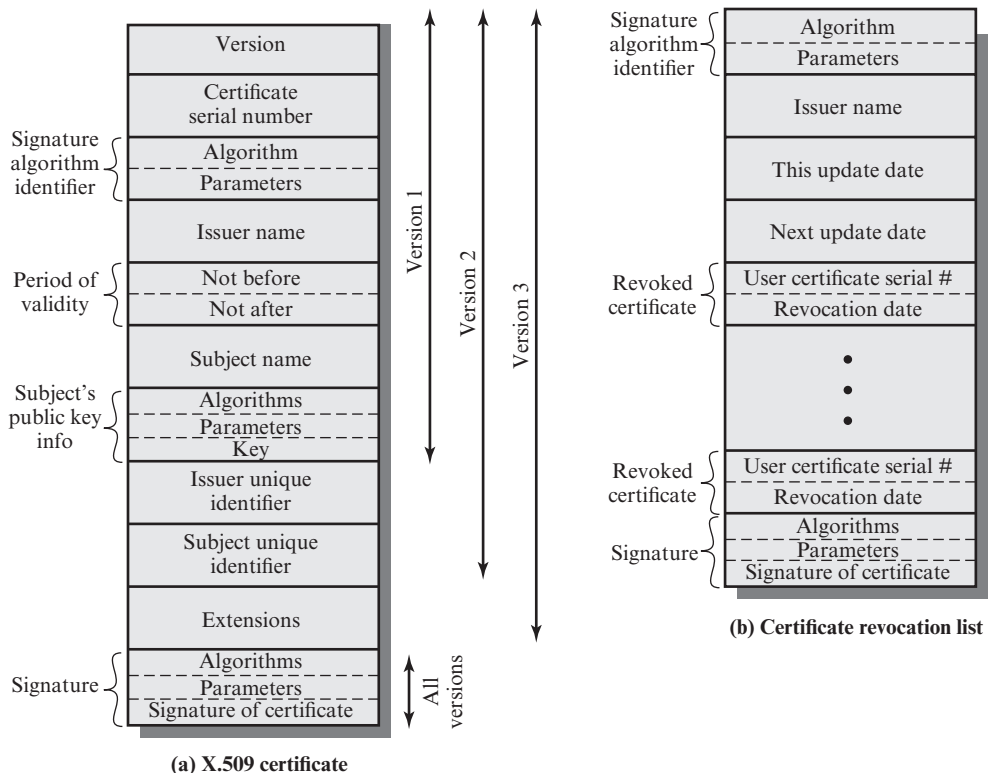 Version
Certificate
serial number
Signature
algorithm
identifier
Algorithm
Parameters
Issuer name
Period of
validity
Not before
Not after
Subject name
Subject's
public key
info
Algorithms
Parameters
Key
Issuer unique
identifier
Subject unique
identifier
Extensions
Signature
Algorithms
Parameters
Signature of certificate
Version 1
Version 2
Version 3
All
versions
(a) X.509 certificate
Signature
algorithm
identifier
Algorithm
Parameters
Issuer name
This update date
Next update date
Revoked
certificate
User certificate serial #
Revocation date
Revoked
certificate
User certificate serial #
Revocation date
Signature
Algorithms
Parameters
Signature of certificate
(b) Certificate revocation list